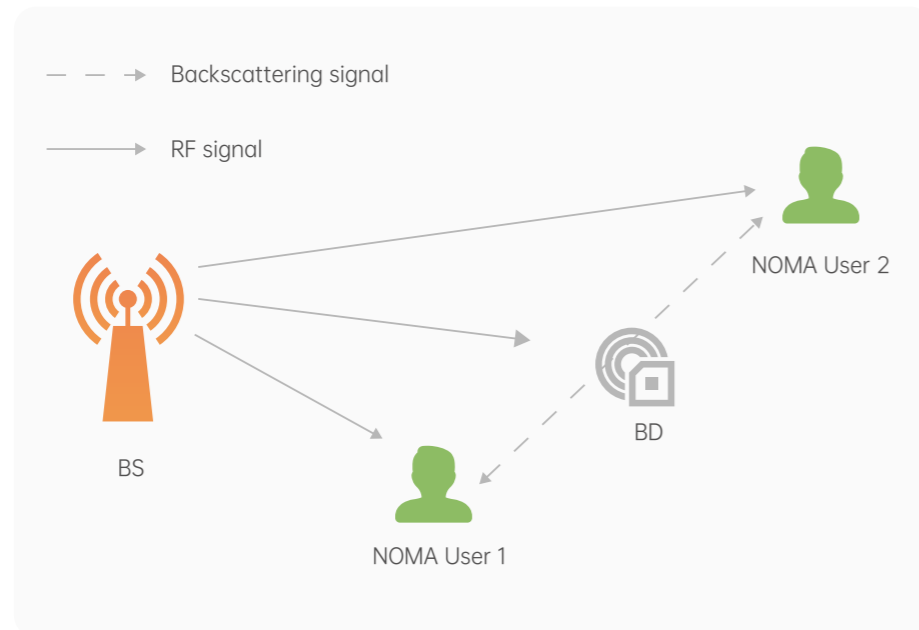 Backscattering signal
RF signal
NOMA User 2
BD
BS
NOMA User 1